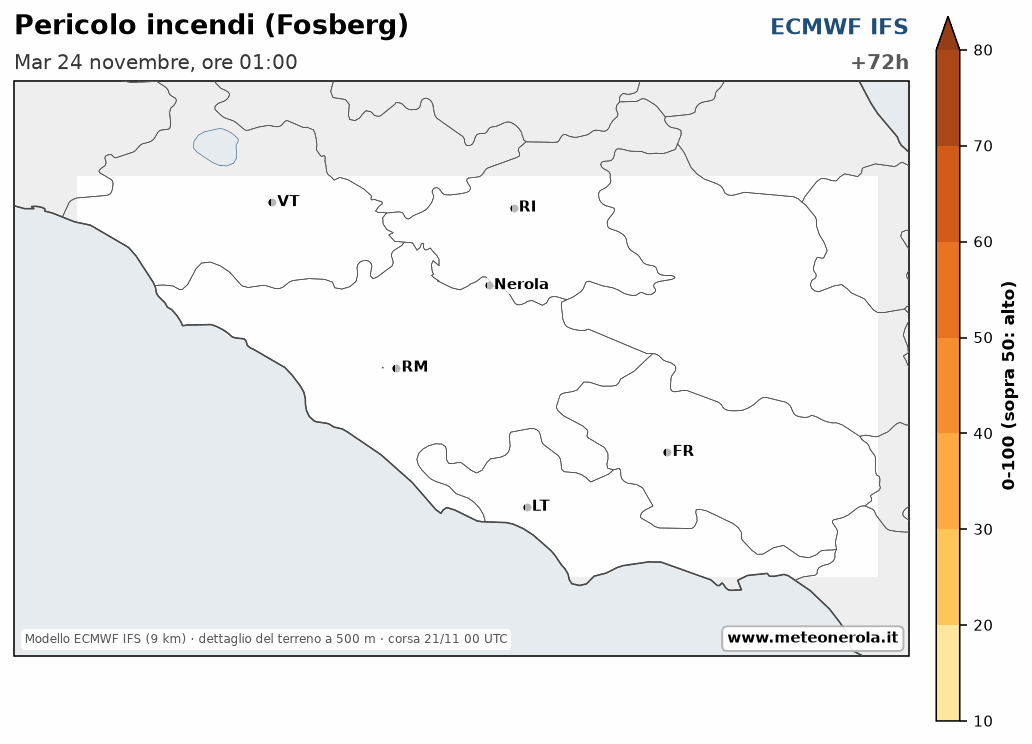 Pericolo incendi (Fosberg)
ECMWF IFS
Mar 24 novembre, ore 01:00
+72h
80
70
60
50
40
30
20
10
0-100 (sopra 50: alto)
VT
RI
Nerola
RM
FR
LT
Modello ECMWF IFS (9 km) · dettaglio del terreno a 500 m · corsa 21/11 00 UTC
www.meteonerola.it